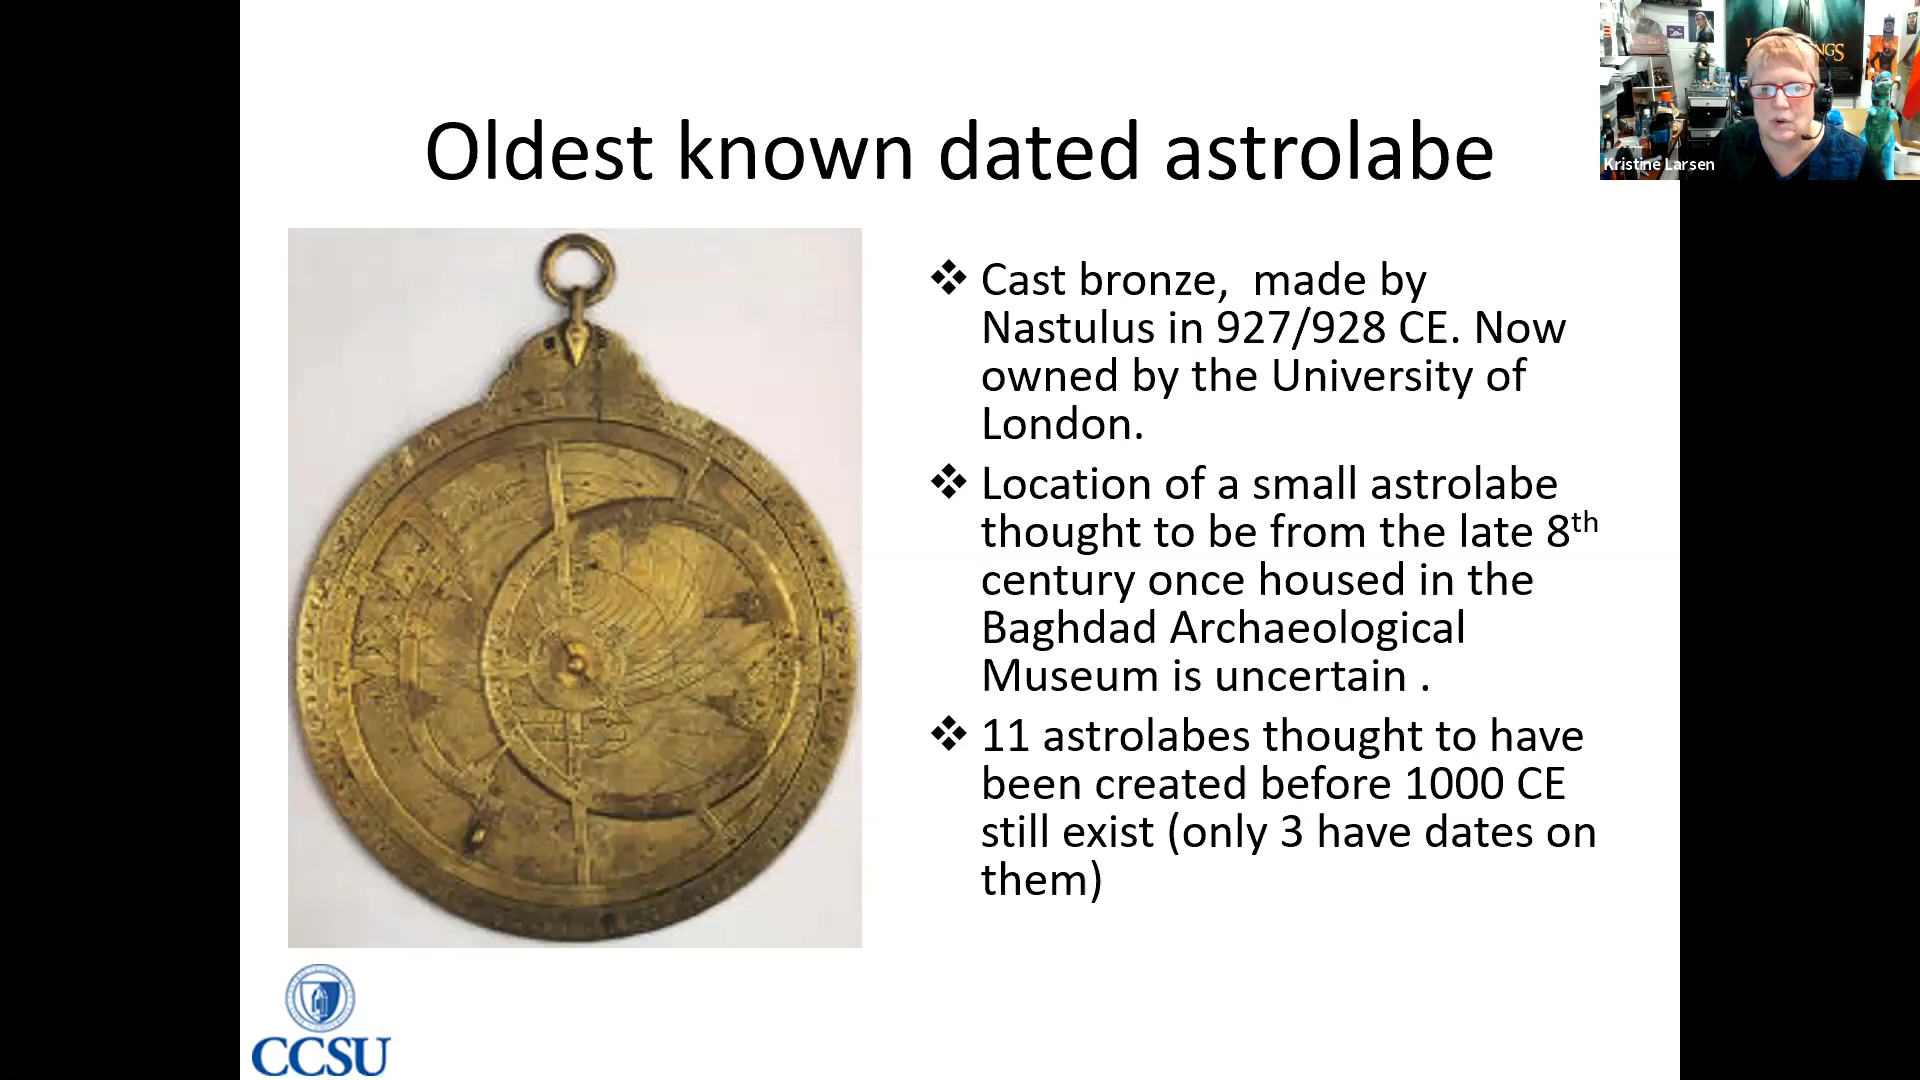 Oldest known dated astrolabe
❖ Cast bronze,  made by
Nastulus in 927/928 CE. Now
owned by the University of
London.
❖ Location of a small astrolabe
thought to be from the late 8th
century once housed in the
Baghdad Archaeological
Museum is uncertain .
❖ 11 astrolabes thought to have
been created before 1000 CE
still exist (only 3 have dates on
them)
CCSU
Kristine Larsen